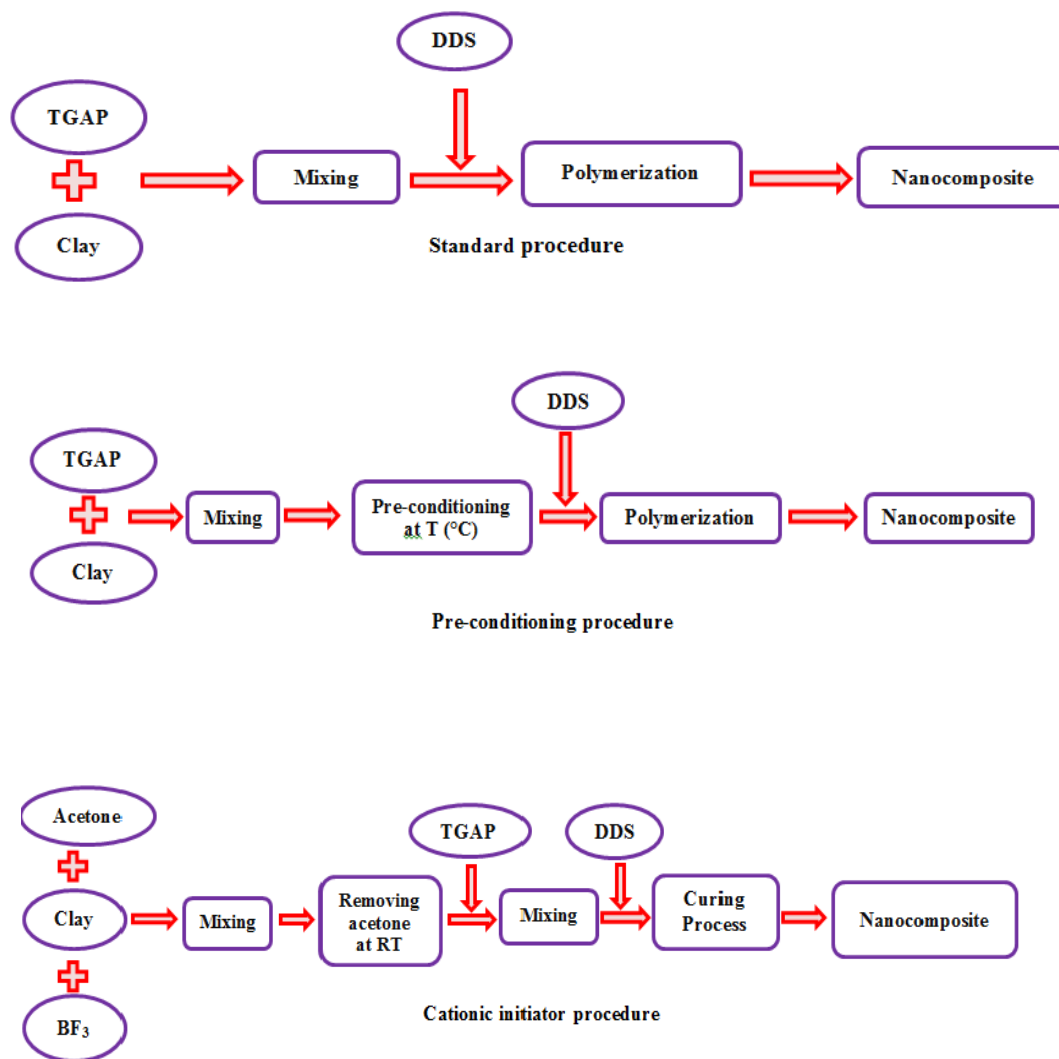 DDS
TGAP
Mixing
Polymerization
Nanocomposite
Clay
Standard procedure
DDS
TGAP
Mixing
Pre-conditioning
at T (°C)
Polymerization
Nanocomposite
Clay
Pre-conditioning procedure
Acetone
TGAP
DDS
Clay
Mixing
Removing
acetone
at RT
Mixing
Curing
Process
Nanocomposite
BF₃
Cationic initiator procedure